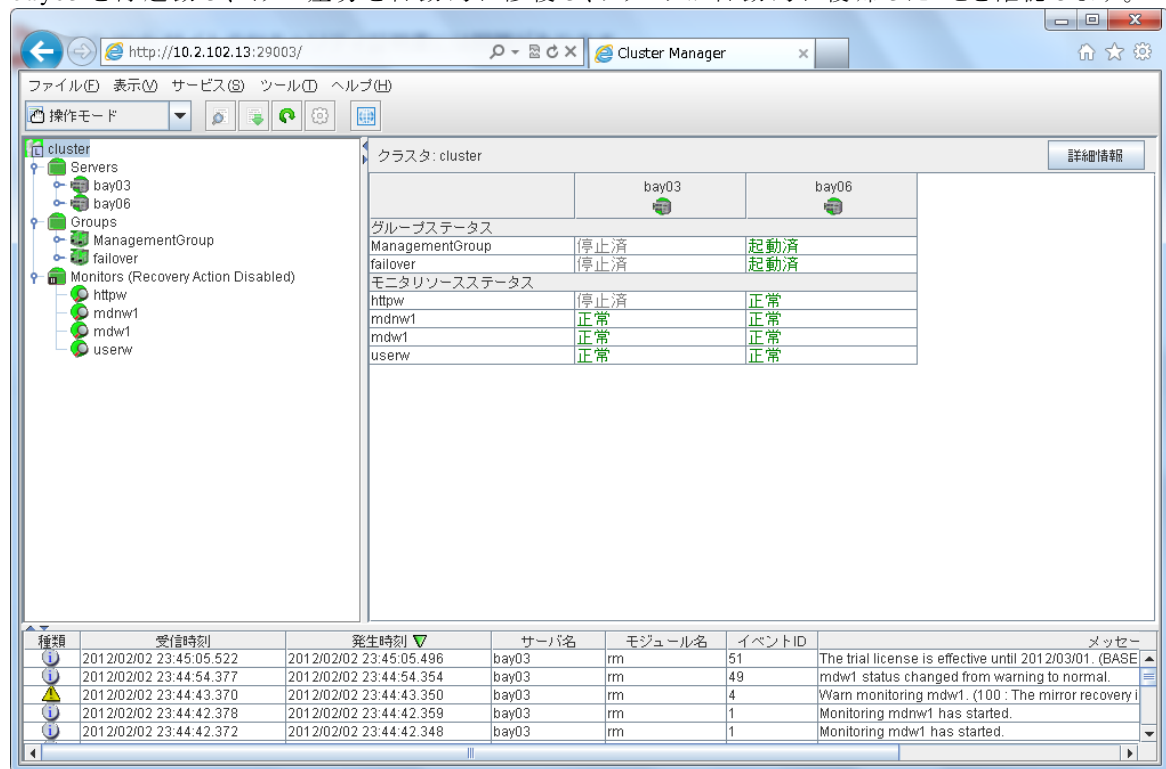 http://10.2.102.13:29003/
Cluster Manager
ファイル(F) 表示(V) サービス(S) ツール(T) ヘルプ(H)
操作モード
cluster
Servers
bay03
bay06
Groups
ManagementGroup
failover
Monitors (Recovery Action Disabled)
httpw
mdnw1
mdw1
userw
クラスタ: cluster
詳細情報
bay03 bay06
グループステータス
ManagementGroup 停止済 起動済
failover 停止済 起動済
モニタリソースステータス
httpw 停止済 正常
mdnw1 正常 正常
mdw1 正常 正常
userw 正常 正常
種類 受信時刻 発生時刻 サーバ名 モジュール名 イベントID メッセー
2012/02/02 23:45:05.522 2012/02/02 23:45:05.496 bay03 rm 51 The trial license is effective until 2012/03/01. (BASE
2012/02/02 23:44:54.377 2012/02/02 23:44:54.354 bay03 rm 49 mdw1 status changed from warning to normal.
2012/02/02 23:44:43.370 2012/02/02 23:44:43.350 bay03 rm 4 Warn monitoring mdw1. (100 : The mirror recovery i
2012/02/02 23:44:42.378 2012/02/02 23:44:42.359 bay03 rm 1 Monitoring mdnw1 has started.
2012/02/02 23:44:42.372 2012/02/02 23:44:42.348 bay03 rm 1 Monitoring mdw1 has started.